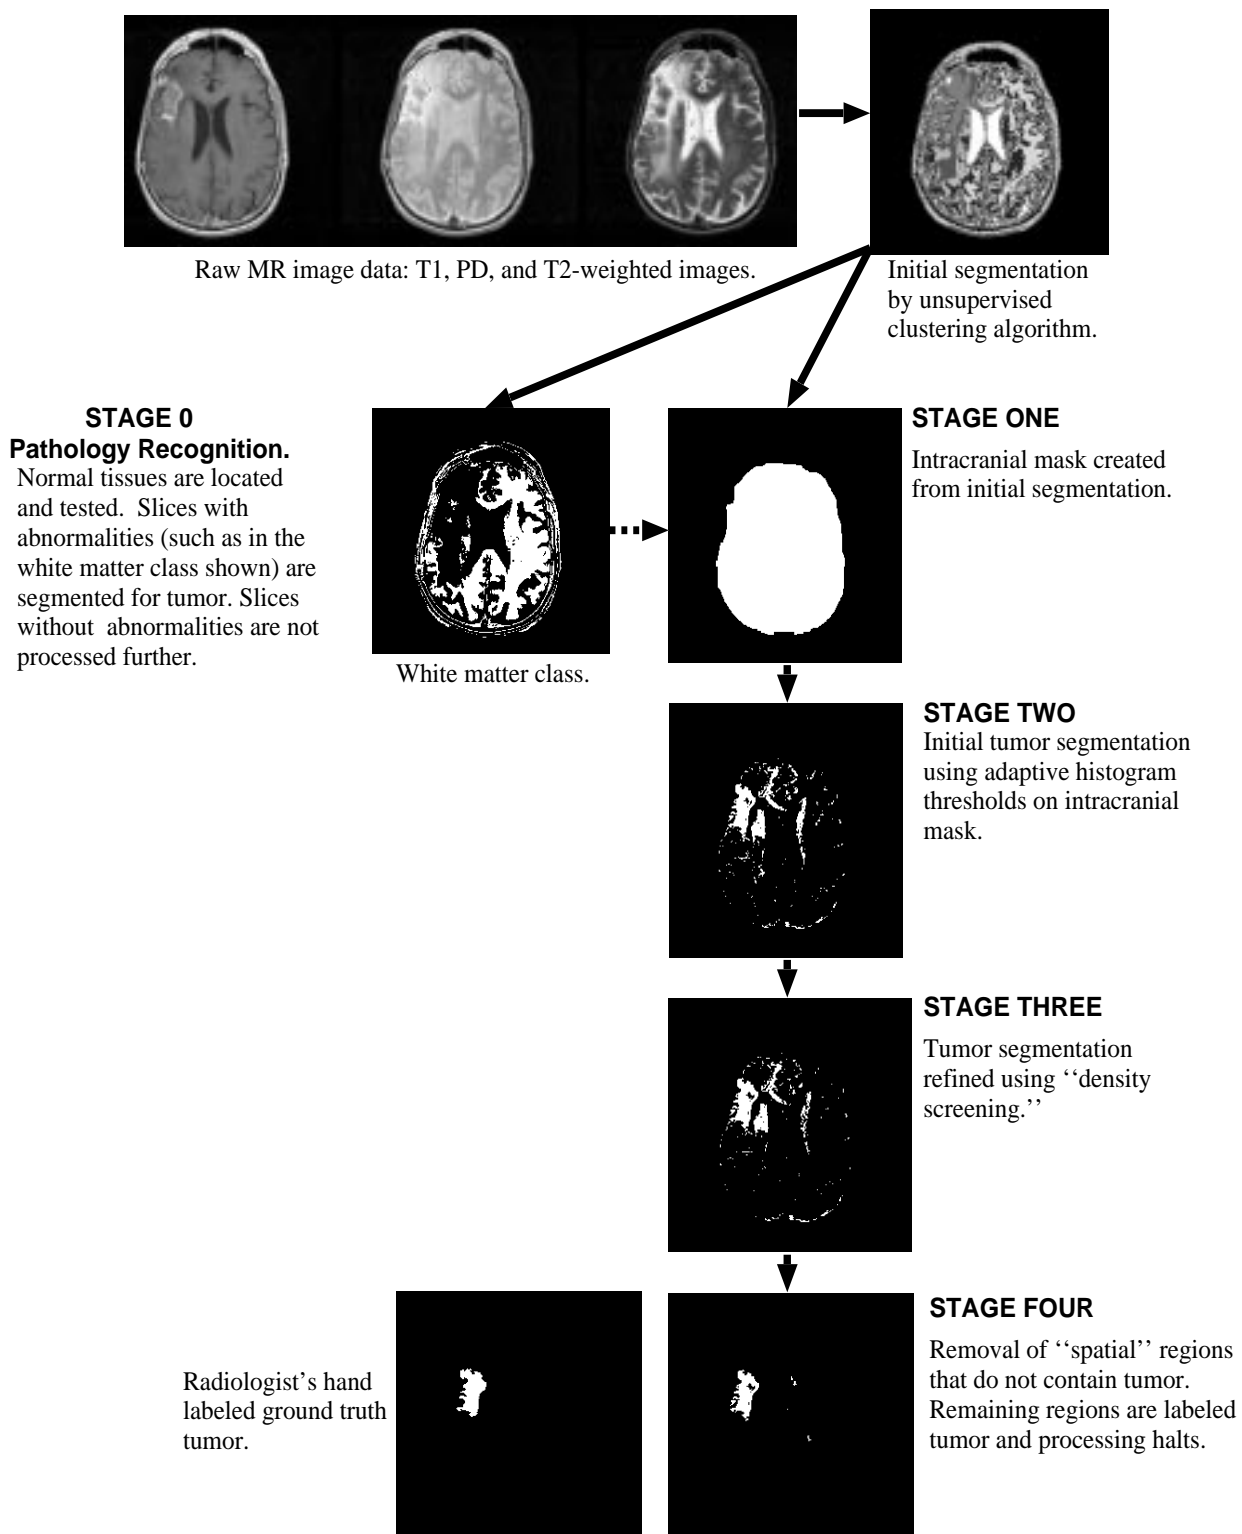 Raw MR image data: T1, PD, and T2-weighted images.
Initial segmentation
by unsupervised
clustering algorithm.
STAGE 0
Pathology Recognition.
Normal tissues are located
and tested.  Slices with
abnormalities (such as in the
white matter class shown) are
segmented for tumor. Slices
without  abnormalities are not
processed further.
White matter class.
STAGE ONE
Intracranial mask created
from initial segmentation.
STAGE TWO
Initial tumor segmentation
using adaptive histogram
thresholds on intracranial
mask.
STAGE THREE
Tumor segmentation
refined using ‘‘density
screening.’’
Radiologist’s hand
labeled ground truth
tumor.
STAGE FOUR
Removal of ‘‘spatial’’ regions
that do not contain tumor.
Remaining regions are labeled
tumor and processing halts.